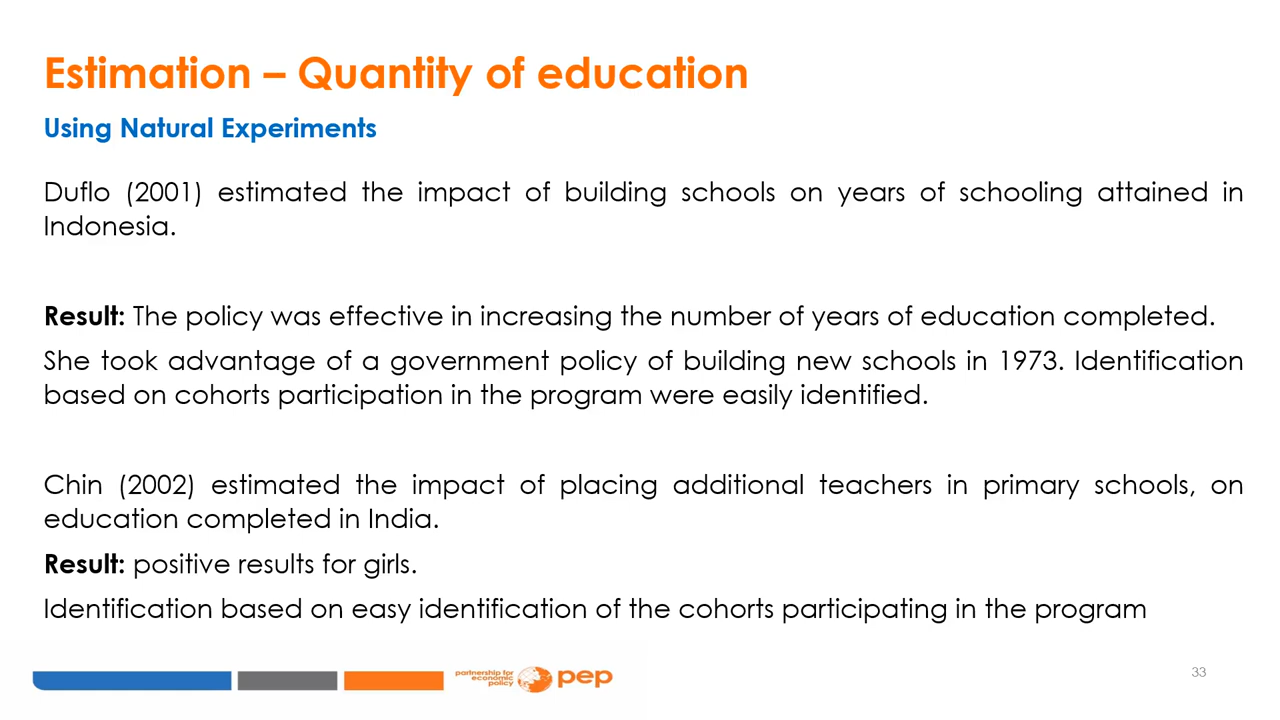 Estimation – Quantity of education
Using Natural Experiments
Duflo (2001) estimated the impact of building schools on years of schooling attained in
Indonesia.
Result: The policy was effective in increasing the number of years of education completed.
She took advantage of a government policy of building new schools in 1973. Identification
based on cohorts participation in the program were easily identified.
Chin (2002) estimated the impact of placing additional teachers in primary schools, on
education completed in India.
Result: positive results for girls.
Identification based on easy identification of the cohorts participating in the program
partnership for
economic
policy
pep
33